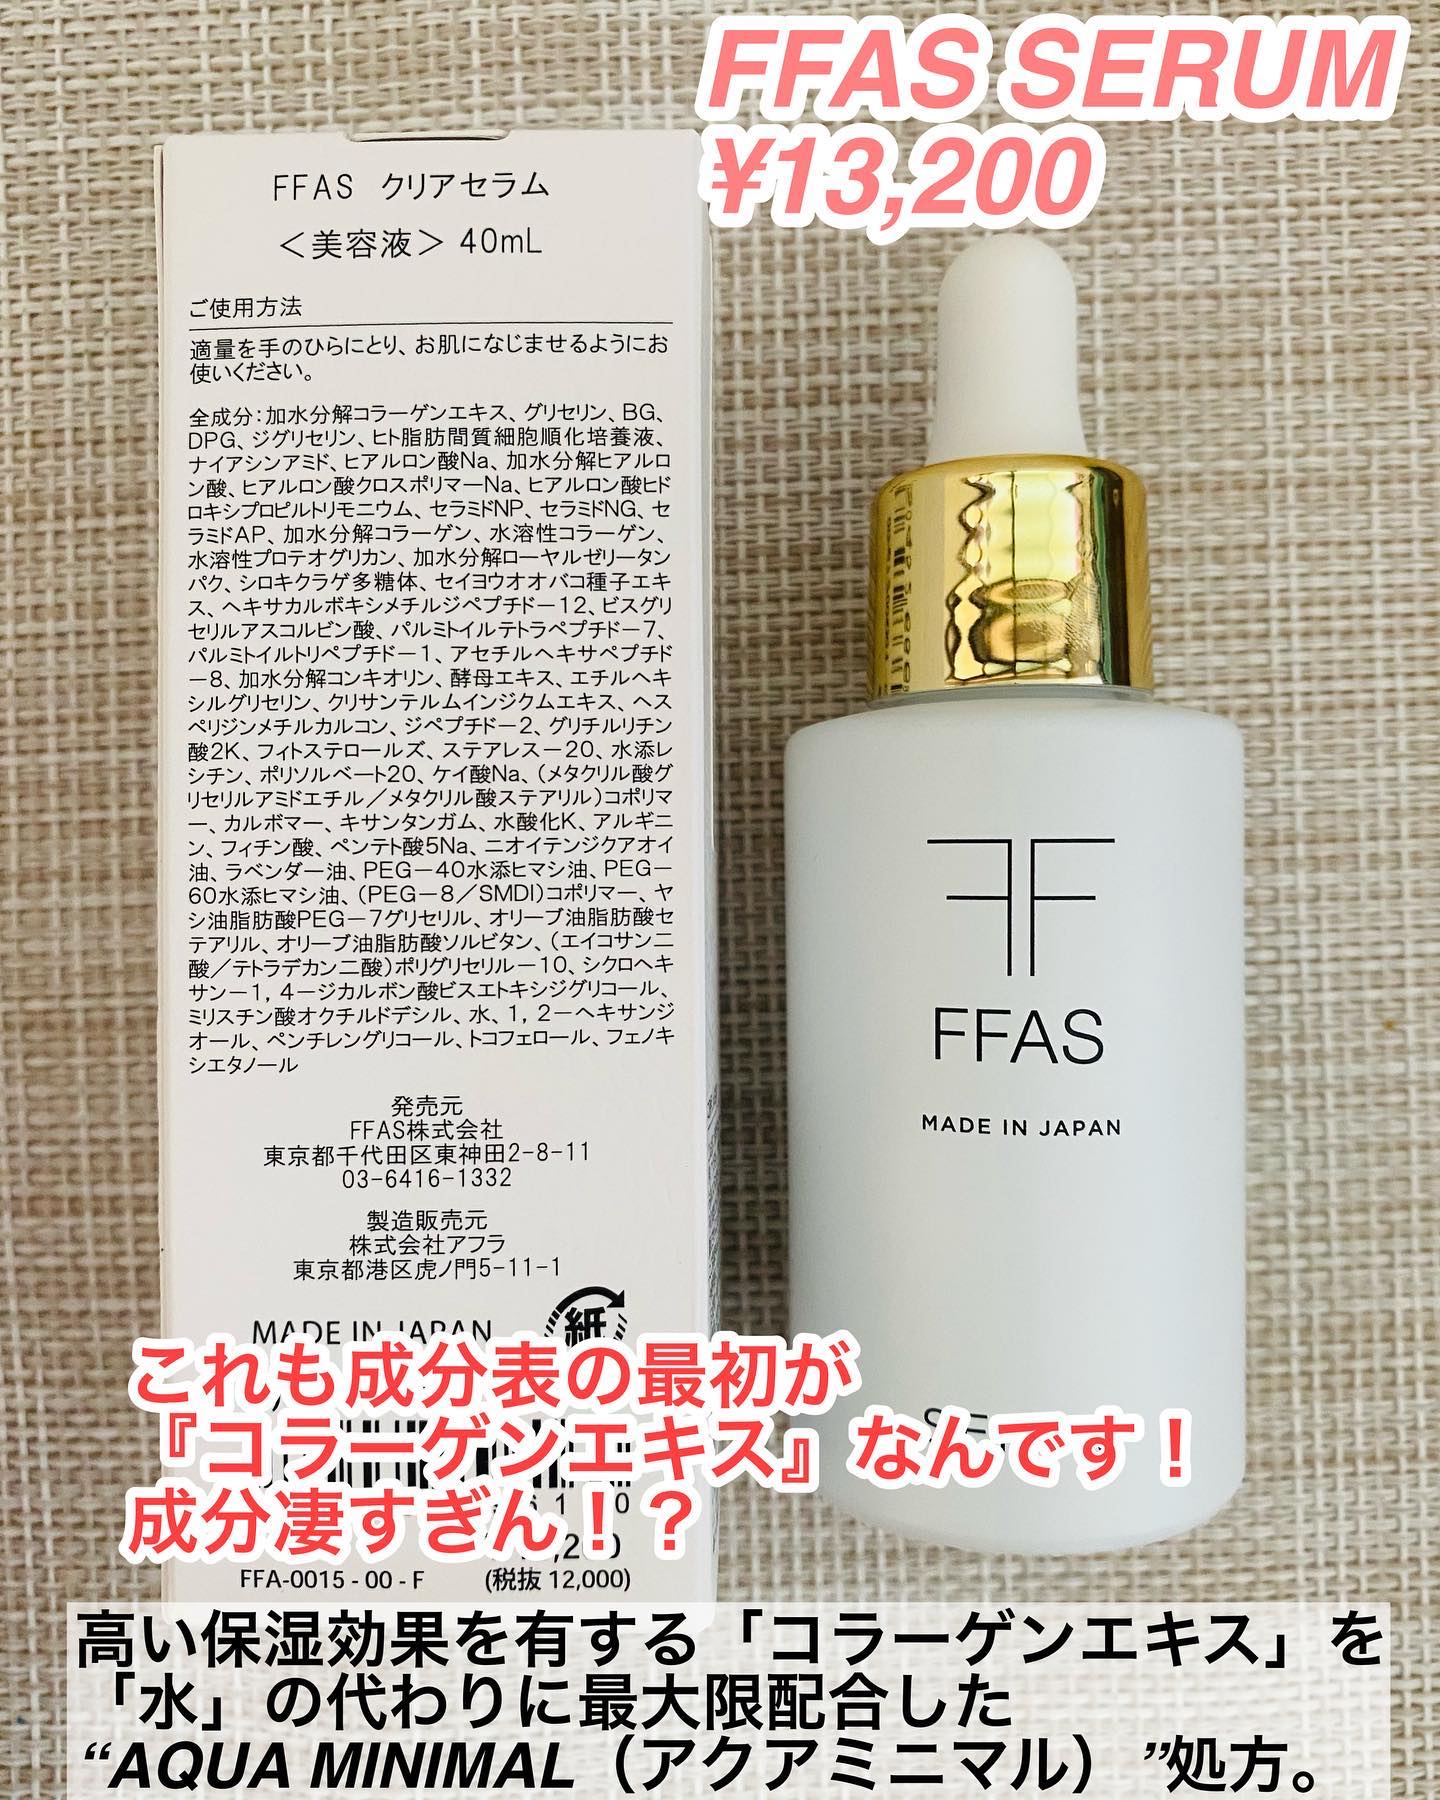 FFAS SERUM
¥13,200
FFAS クリアセラム
＜美容液＞ 40mL
ご使用方法
適量を手のひらにとり、お肌になじませるようにお
使いください。
全成分：加水分解コラーゲンエキス、グリセリン、BG、
DPG、ジグリセリン、ヒト脂肪間質細胞順化培養液、
ナイアシンアミド、ヒアルロン酸Na、加水分解ヒアルロ
ン酸、ヒアルロン酸クロスポリマーNa、ヒアルロン酸ヒド
ロキシプロピルトリモニウム、セラミドNP、セラミドNG、セ
ラミドAP、加水分解コラーゲン、水溶性コラーゲン、
水溶性プロテオグリカン、加水分解ローヤルゼリータン
パク、シロキクラゲ多糖体、セイヨウオオバコ種子エキ
ス、ヘキサカルボキシメチルジペプチド－12、ビスグリ
セリルアスコルビン酸、パルミトイルテトラペプチド－7、
パルミトイルトリペプチド－1、アセチルヘキサペプチド
－8、加水分解コンキオリン、酵母エキス、エチルヘキ
シルグリセリン、クリサンテルムインジクムエキス、ヘス
ペリジンメチルカルコン、ジペプチド－2、グリチルリチン
酸2K、フィトステロールズ、ステアレス－20、水添レ
シチン、ポリソルベート20、ケイ酸Na、（メタクリル酸グ
リセリルアミドエチル／メタクリル酸ステアリル）コポリマ
ー、カルボマー、キサンタンガム、水酸化K、アルギニ
ン、フィチン酸、ペンテト酸5Na、ニオイテンジクアオイ
油、ラベンダー油、PEG－40水添ヒマシ油、PEG－
60水添ヒマシ油、（PEG－8／SMDI）コポリマー、ヤ
シ油脂肪酸PEG－7グリセリル、オリーブ油脂肪酸セ
テアリル、オリーブ油脂肪酸ソルビタン、（エイコサン二
酸／テトラデカン二酸）ポリグリセリル－10、シクロヘキ
サン－1，4－ジカルボン酸ビスエトキシジグリコール、
ミリスチン酸オクチルドデシル、水、1，2－ヘキサンジ
オール、ペンチレングリコール、トコフェロール、フェノキ
シエタノール
発売元
FFAS株式会社
東京都千代田区東神田2-8-11
03-6416-1332
製造販売元
株式会社アフラ
東京都港区虎ノ門5-11-1
MADE IN JAPAN
紙
FFA-0015 - 00 - F
(税抜 12,000)
FFAS
MADE IN JAPAN
これも成分表の最初が
『コラーゲンエキス』なんです！
成分凄すぎん！？
高い保湿効果を有する「コラーゲンエキス」を
「水」の代わりに最大限配合した
“AQUA MINIMAL（アクアミニマル）”処方。